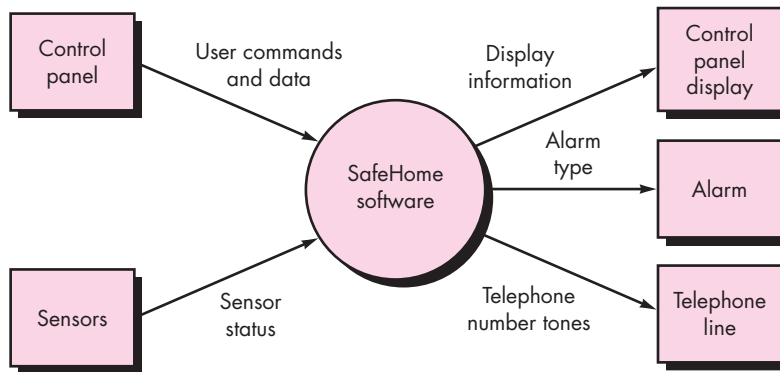 Control
panel
User commands
and data
Display
information
Control
panel
display
SafeHome
software
Alarm
type
Alarm
Sensors
Sensor
status
Telephone
number tones
Telephone
line